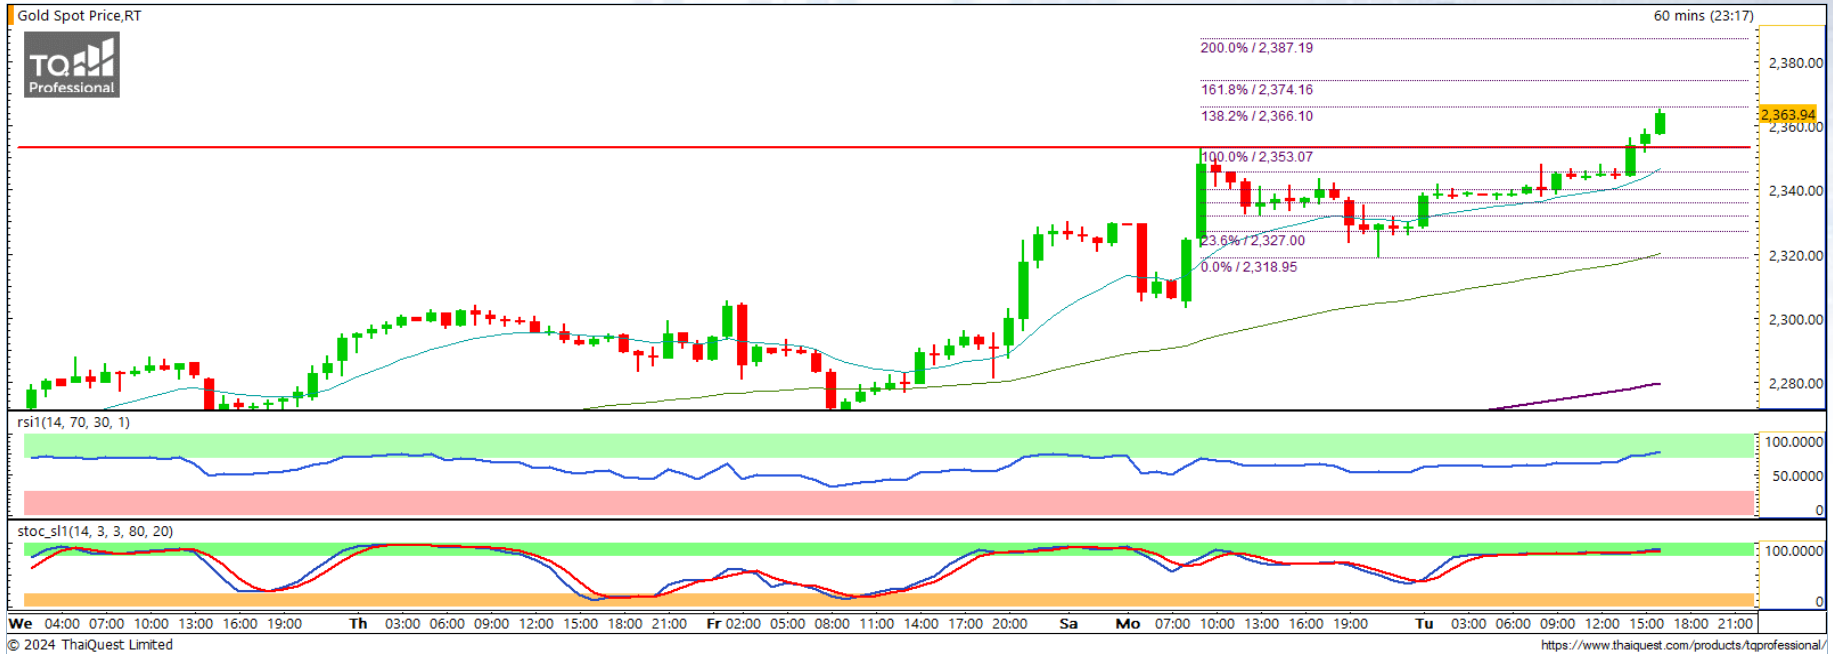 Gold Spot Price,RT
60 mins (23:17)
TQ
Professional
200.0% / 2,387.19
161.8% / 2,374.16
138.2% / 2,366.10
100.0% / 2,353.07
23.6% / 2,327.00
0.0% / 2,318.95
2,380.00
2,363.94
2,360.00
2,340.00
2,320.00
2,300.00
2,280.00
rsi1(14, 70, 30, 1)
100.0000
50.0000
0
stoc_sl1(14, 3, 3, 80, 20)
100.0000
0
We 04:00 07:00 10:00 13:00 16:00 19:00 Th 03:00 06:00 09:00 12:00 15:00 18:00 21:00 Fr 02:00 05:00 08:00 11:00 14:00 17:00 20:00 Sa Mo 07:00 10:00 13:00 16:00 19:00 Tu 03:00 06:00 09:00 12:00 15:00 18:00 21:00
© 2024 ThaiQuest Limited
https://www.thaiquest.com/products/tqprofessional/